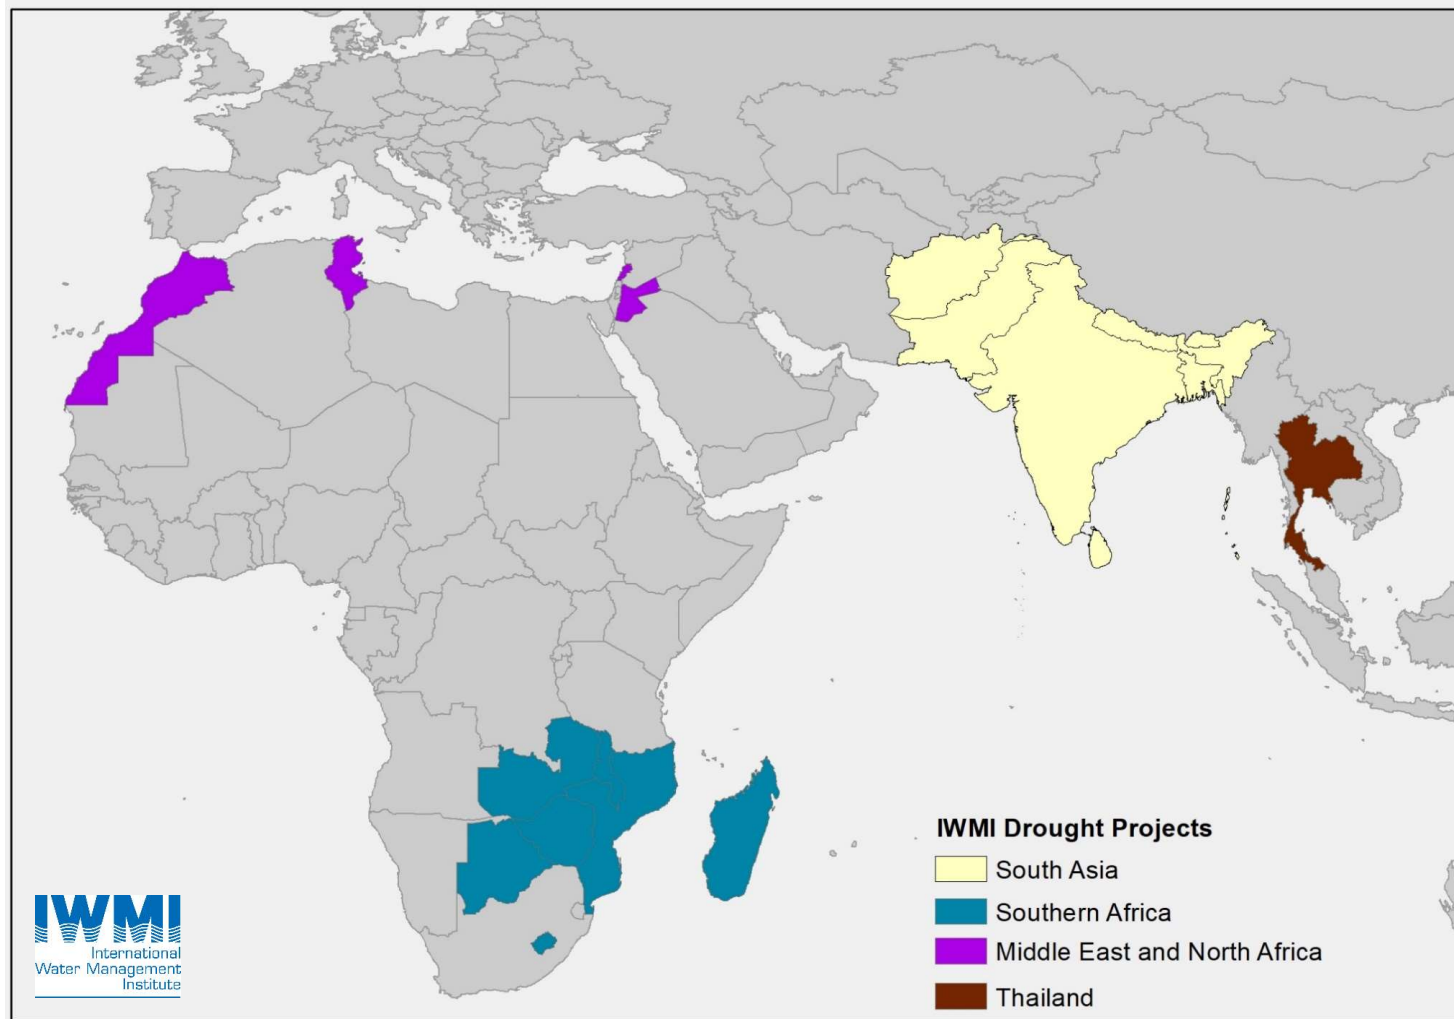 IWMI Drought Projects
South Asia
Southern Africa
Middle East and North Africa
Thailand
IWMI
International
Water Management
Institute